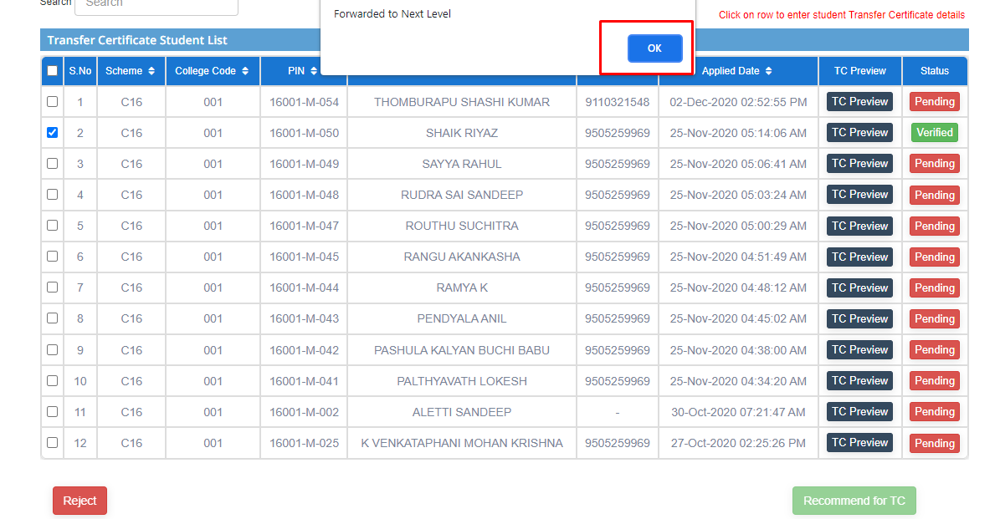 Search Search
Forwarded to Next Level
Click on row to enter student Transfer Certificate details
OK
Transfer Certificate Student List
S.No Scheme College Code PIN Applied Date TC Preview Status
1 C16 001 16001-M-054 THOMBURAPU SHASHI KUMAR 9110321548 02-Dec-2020 02:52:55 PM TC Preview Pending
2 C16 001 16001-M-050 SHAIK RIYAZ 9505259969 25-Nov-2020 05:14:06 AM TC Preview Verified
3 C16 001 16001-M-049 SAYYA RAHUL 9505259969 25-Nov-2020 05:06:41 AM TC Preview Pending
4 C16 001 16001-M-048 RUDRA SAI SANDEEP 9505259969 25-Nov-2020 05:03:24 AM TC Preview Pending
5 C16 001 16001-M-047 ROUTHU SUCHITRA 9505259969 25-Nov-2020 05:00:29 AM TC Preview Pending
6 C16 001 16001-M-045 RANGU AKANKASHA 9505259969 25-Nov-2020 04:51:49 AM TC Preview Pending
7 C16 001 16001-M-044 RAMYA K 9505259969 25-Nov-2020 04:48:12 AM TC Preview Pending
8 C16 001 16001-M-043 PENDYALA ANIL 9505259969 25-Nov-2020 04:45:02 AM TC Preview Pending
9 C16 001 16001-M-042 PASHULA KALYAN BUCHI BABU 9505259969 25-Nov-2020 04:38:00 AM TC Preview Pending
10 C16 001 16001-M-041 PALTHYAVATH LOKESH 9505259969 25-Nov-2020 04:34:20 AM TC Preview Pending
11 C16 001 16001-M-002 ALETTI SANDEEP - 30-Oct-2020 07:21:47 AM TC Preview Pending
12 C16 001 16001-M-025 K VENKATAPHANI MOHAN KRISHNA 9505259969 27-Oct-2020 02:25:26 PM TC Preview Pending
Reject Recommend for TC